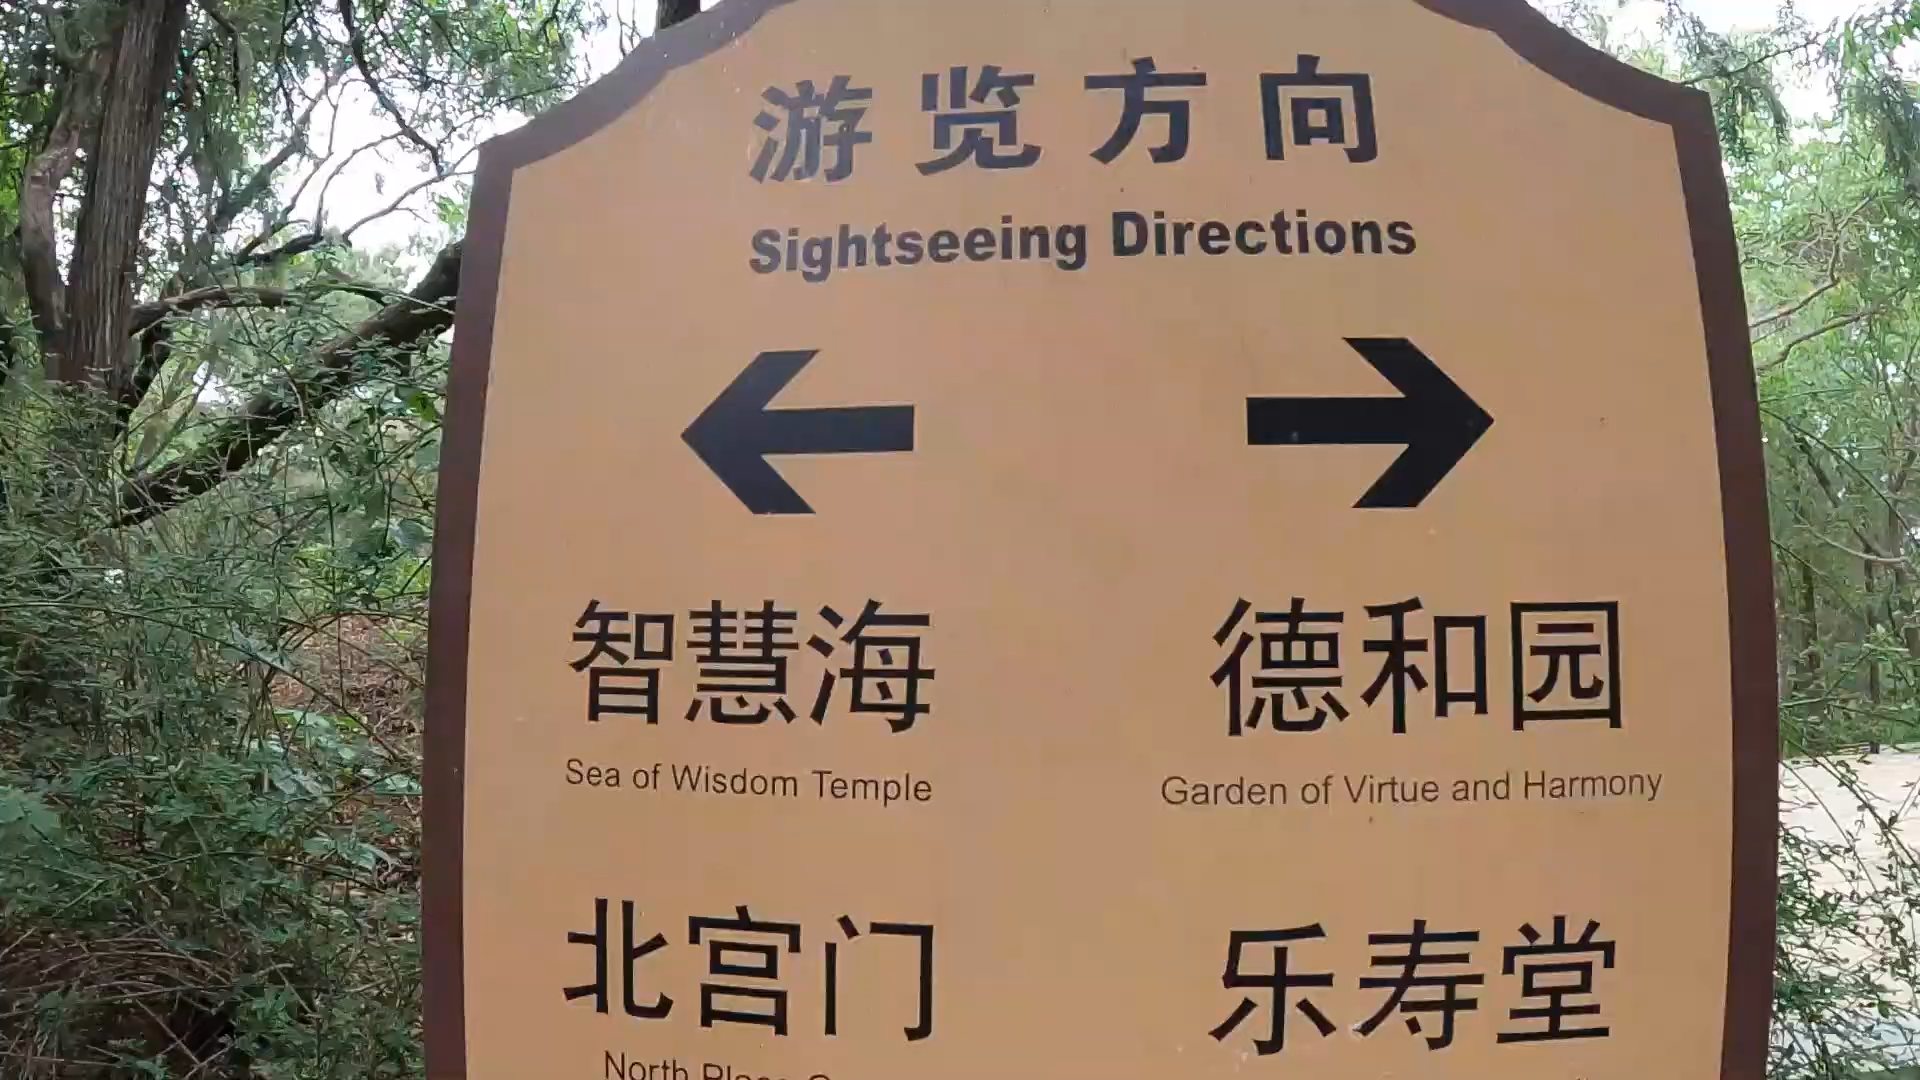 游览方向
Sightseeing Directions
智慧海
Sea of Wisdom Temple
北宫门
North
德和园
Garden of Virtue and Harmony
乐寿堂